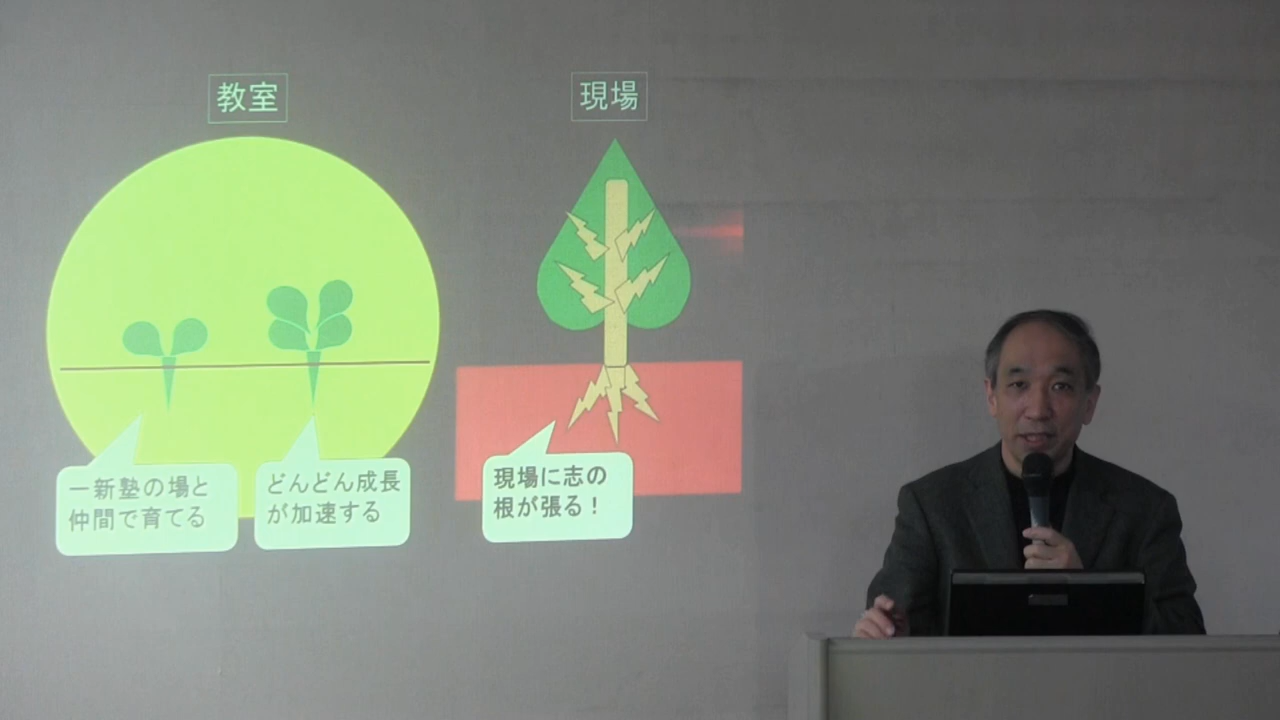 教室
現場
一新塾の場と
仲間で育てる
どんどん成長
が加速する
現場に志の
根が張る！